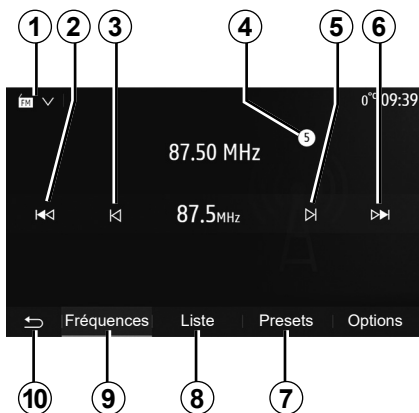 1 2 3 4 5 6
FM 0°C 09:39
5
87.50 MHz
87.5MHz
Fréquences Liste Presets Options
10 9 8 7